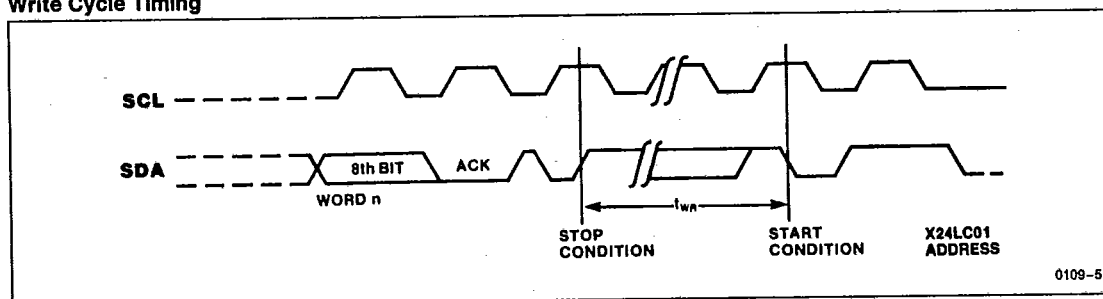 Write Cycle Timing
SCL
SDA
8th BIT
ACK
WORD n
tWR
STOP
CONDITION
START
CONDITION
X24LC01
ADDRESS
0109–5